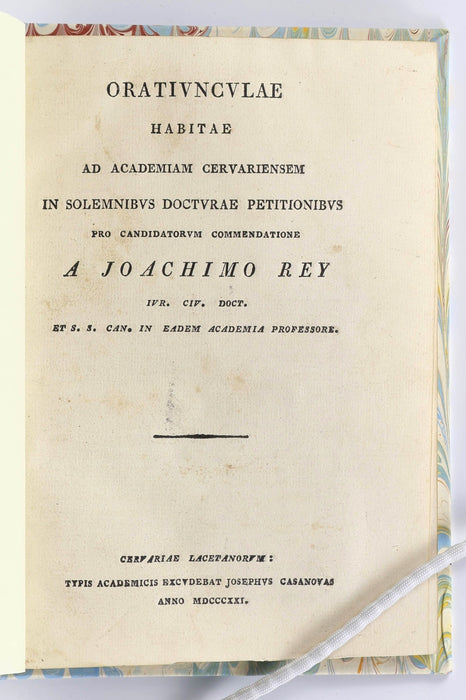 ORATIVNCVLAE
HABITAE
AD ACADEMIAM CERVARIENSEM
IN SOLEMNIBVS DOCTVRAE PETITIONIBVS
PRO CANDIDATORVM COMMENDATIONE
A JOACHIMO REY
IVR. CIV. DOCT.
ET S. S. CAN. IN EADEM ACADEMIA PROFESSORE.
CERVARIAE LACETANORVM:
TYPIS ACADEMICIS EXCVDEBAT JOSEPHVS CASANOVAS
ANNO MDCCCXXI.